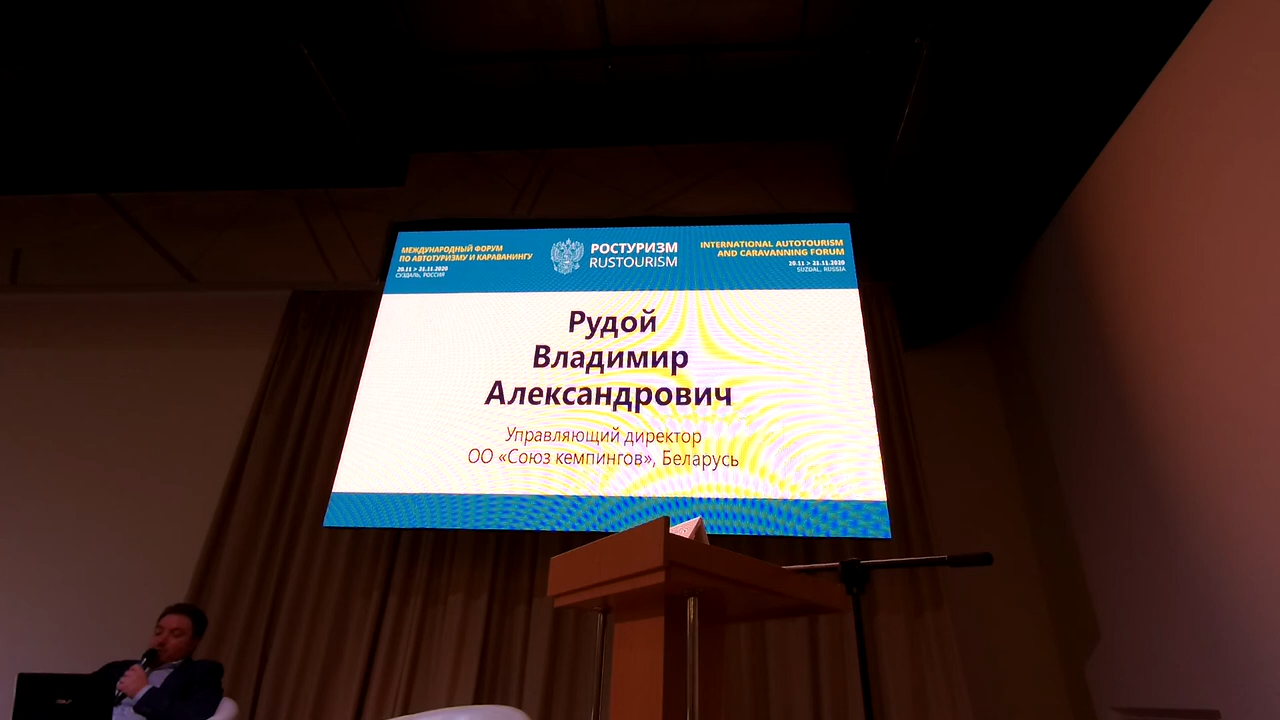 МЕЖДУНАРОДНЫЙ ФОРУМ
ПО АВТОТУРИЗМУ И КАРАВАНИНГУ
20.11 > 21.11.2020
СУЗДАЛЬ, РОССИЯ
РОСТУРИЗМ
RUSTOURISM
INTERNATIONAL AUTOTOURISM
AND CARAVANNING FORUM
20.11 > 21.11.2020
SUZDAL, RUSSIA
Рудой
Владимир
Александрович
Управляющий директор
ОО «Союз кемпингов», Беларусь